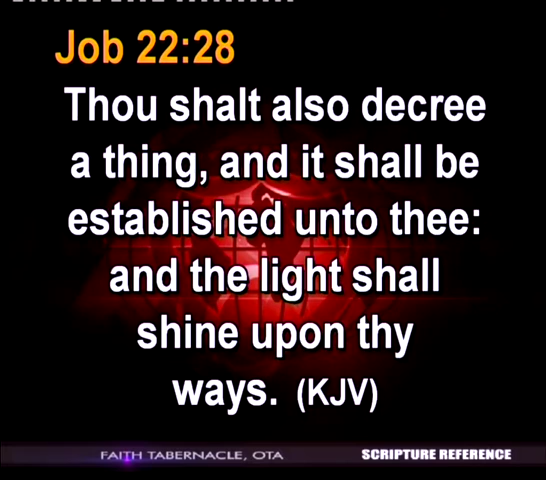 Job 22:28
Thou shalt also decree
a thing, and it shall be
established unto thee:
and the light shall
shine upon thy
ways. (KJV)
FAITH TABERNACLE, OTA
SCRIPTURE REFERENCE